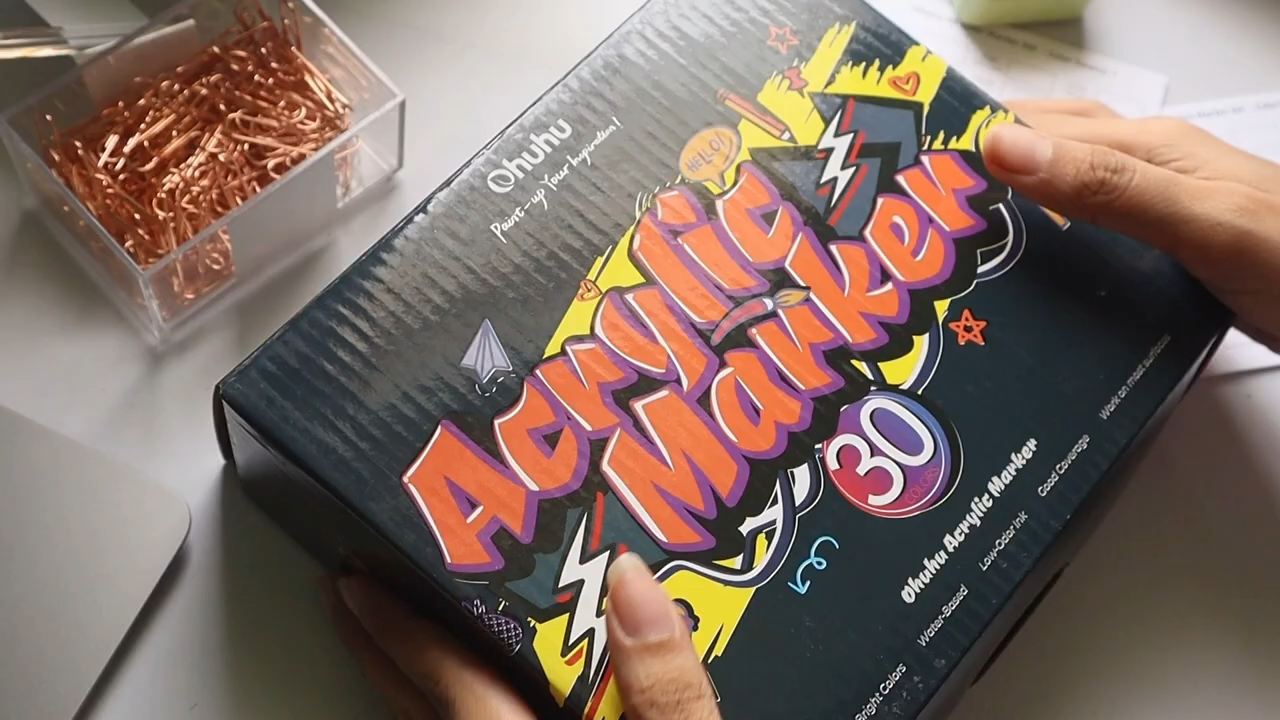 Ohuhu
Paint-up Your Inspiration!
HELLO!
Acrylic
Marker
30
COLORS
Ohuhu Acrylic Marker
Bright Colors Water-Based Low-Odor Ink Good Coverage Work on most surfaces